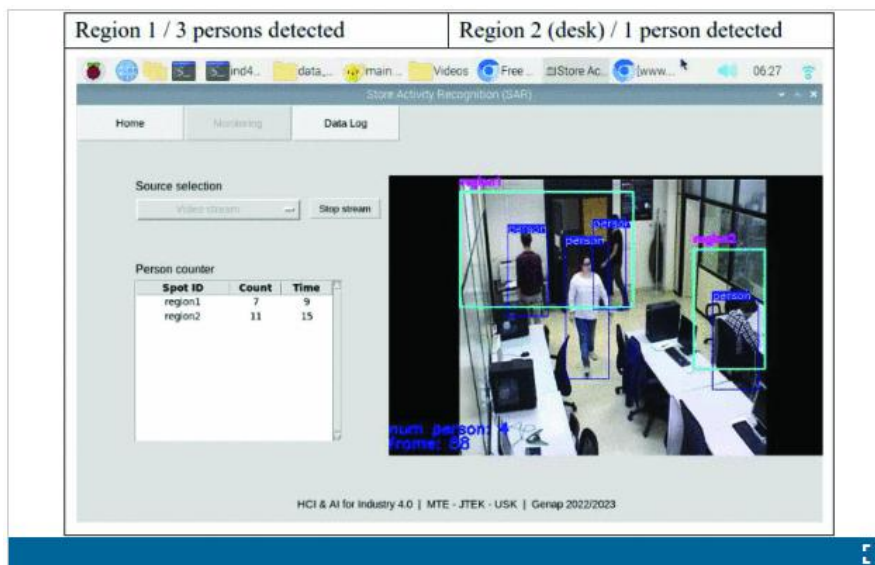 Region 1 / 3 persons detected
Region 2 (desk) / 1 person detected
ind4... data_... main... Videos Free... Store Ac... [www... 06:27
Store Activity Recognition (SAR)
Home Monitoring Data Log
Source selection
Video stream Stop stream
Person counter
Spot ID Count Time
region1 7 9
region2 11 15
region1
person
person
person
region2
person
num person: 4
Frame: 88
HCI & AI for Industry 4.0 | MTE - JTEK - USK | Genap 2022/2023